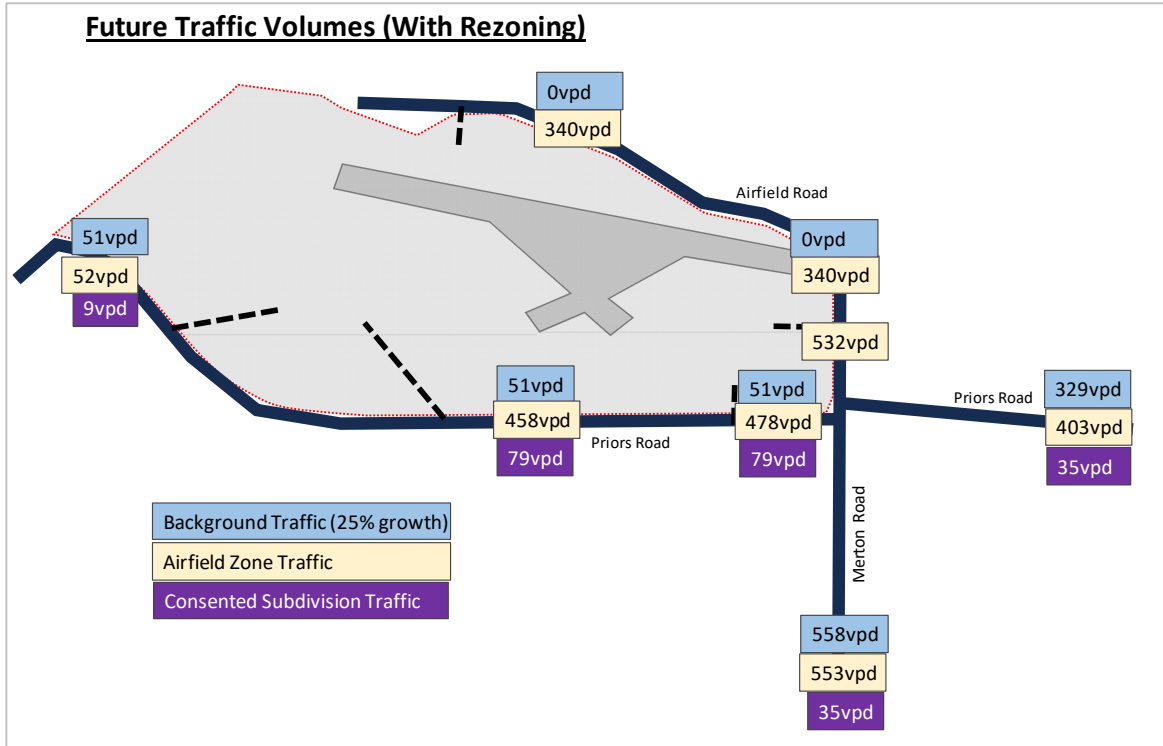 Future Traffic Volumes (With Rezoning)
0vpd
340vpd
Airfield Road
51vpd
52vpd
9vpd
0vpd
340vpd
532vpd
51vpd
458vpd
79vpd
Priors Road
51vpd
478vpd
79vpd
Priors Road
329vpd
403vpd
35vpd
Merton Road
Background Traffic (25% growth)
Airfield Zone Traffic
Consented Subdivision Traffic
558vpd
553vpd
35vpd